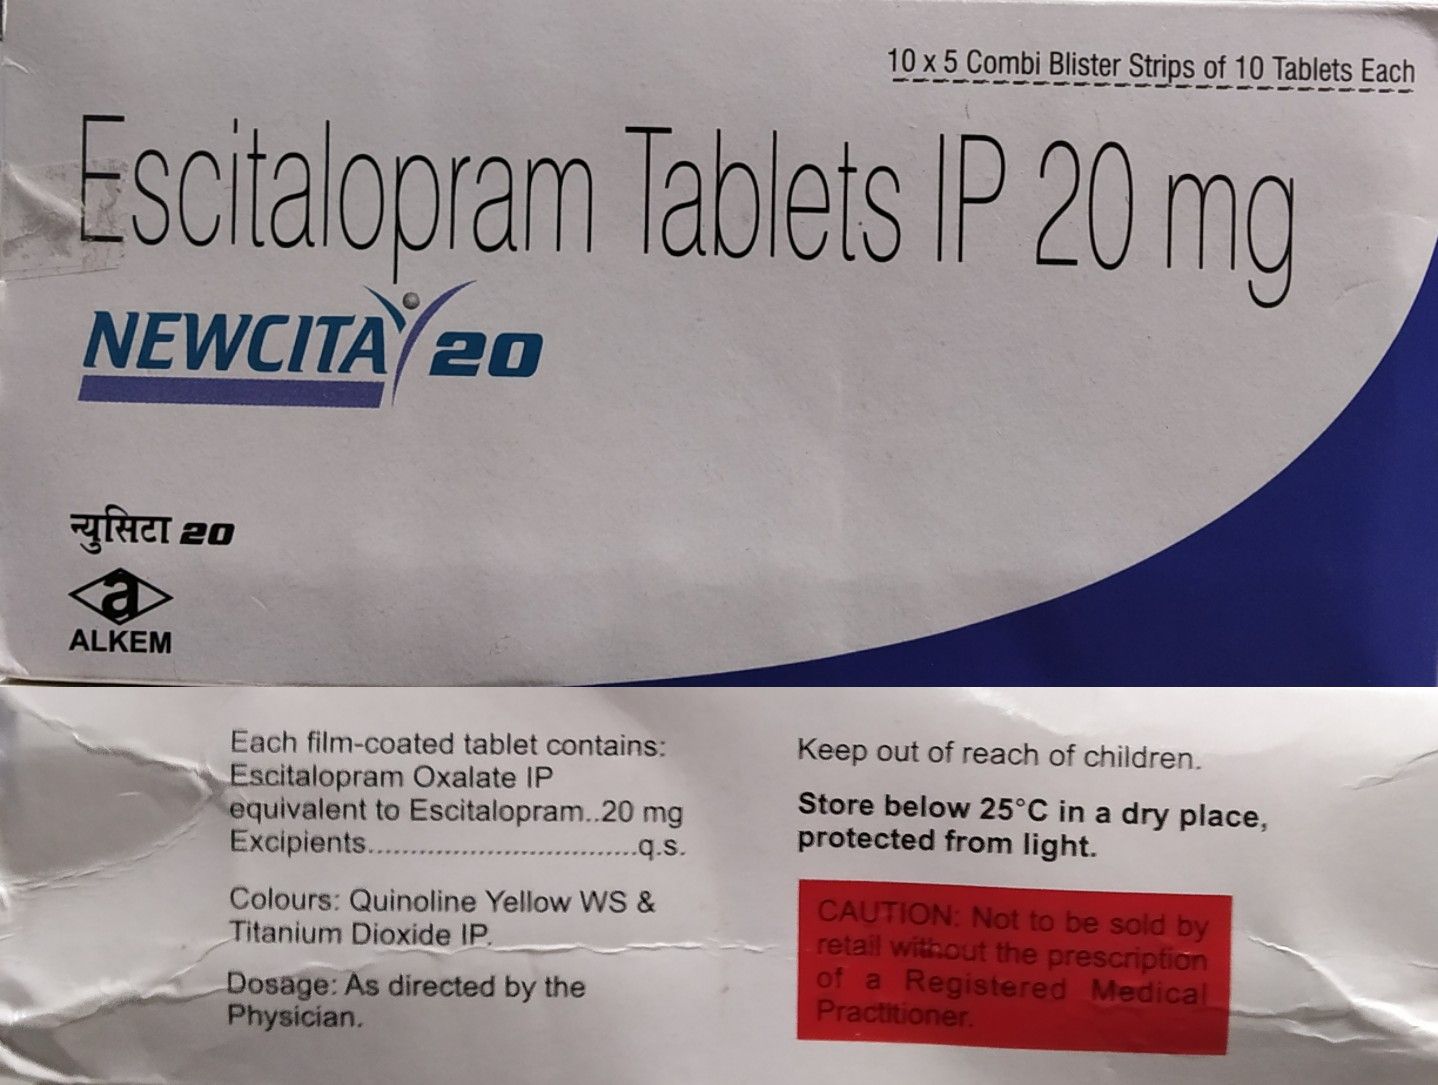 10 x 5 Combi Blister Strips of 10 Tablets Each
Escitalopram Tablets IP 20 mg
NEWCITA 20
न्युसिटा 20
a
ALKEM
Each film-coated tablet contains:
Escitalopram Oxalate IP
equivalent to Escitalopram..20 mg
Excipients................................q.s.
Colours: Quinoline Yellow WS &
Titanium Dioxide IP.
Dosage: As directed by the
Physician.
Keep out of reach of children.
Store below 25°C in a dry place,
protected from light.
CAUTION: Not to be sold by
retail without the prescription
of a Registered Medical
Practitioner.